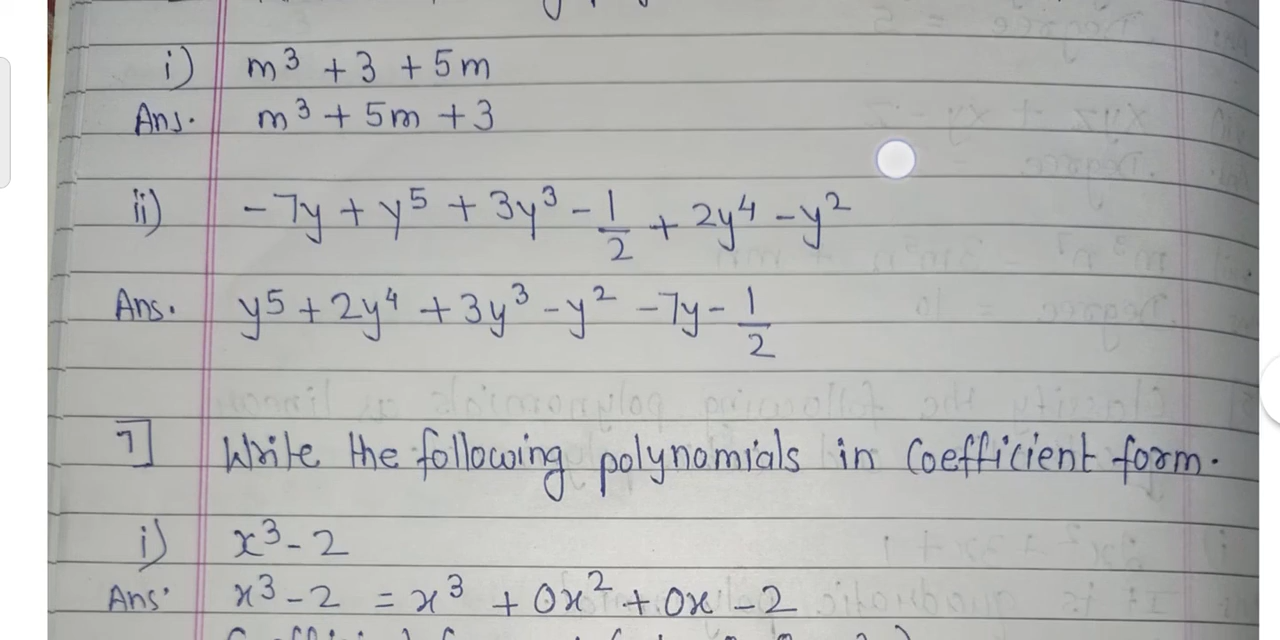 i) m³ + 3 + 5m
Ans. m³ + 5m + 3
ii) -7y + y⁵ + 3y³ - 1/2 + 2y⁴ - y²
Ans. y⁵ + 2y⁴ + 3y³ - y² - 7y - 1/2
7] Write the following polynomials in coefficient form.
i) x³ - 2
Ans. x³ - 2 = x³ + 0x² + 0x - 2